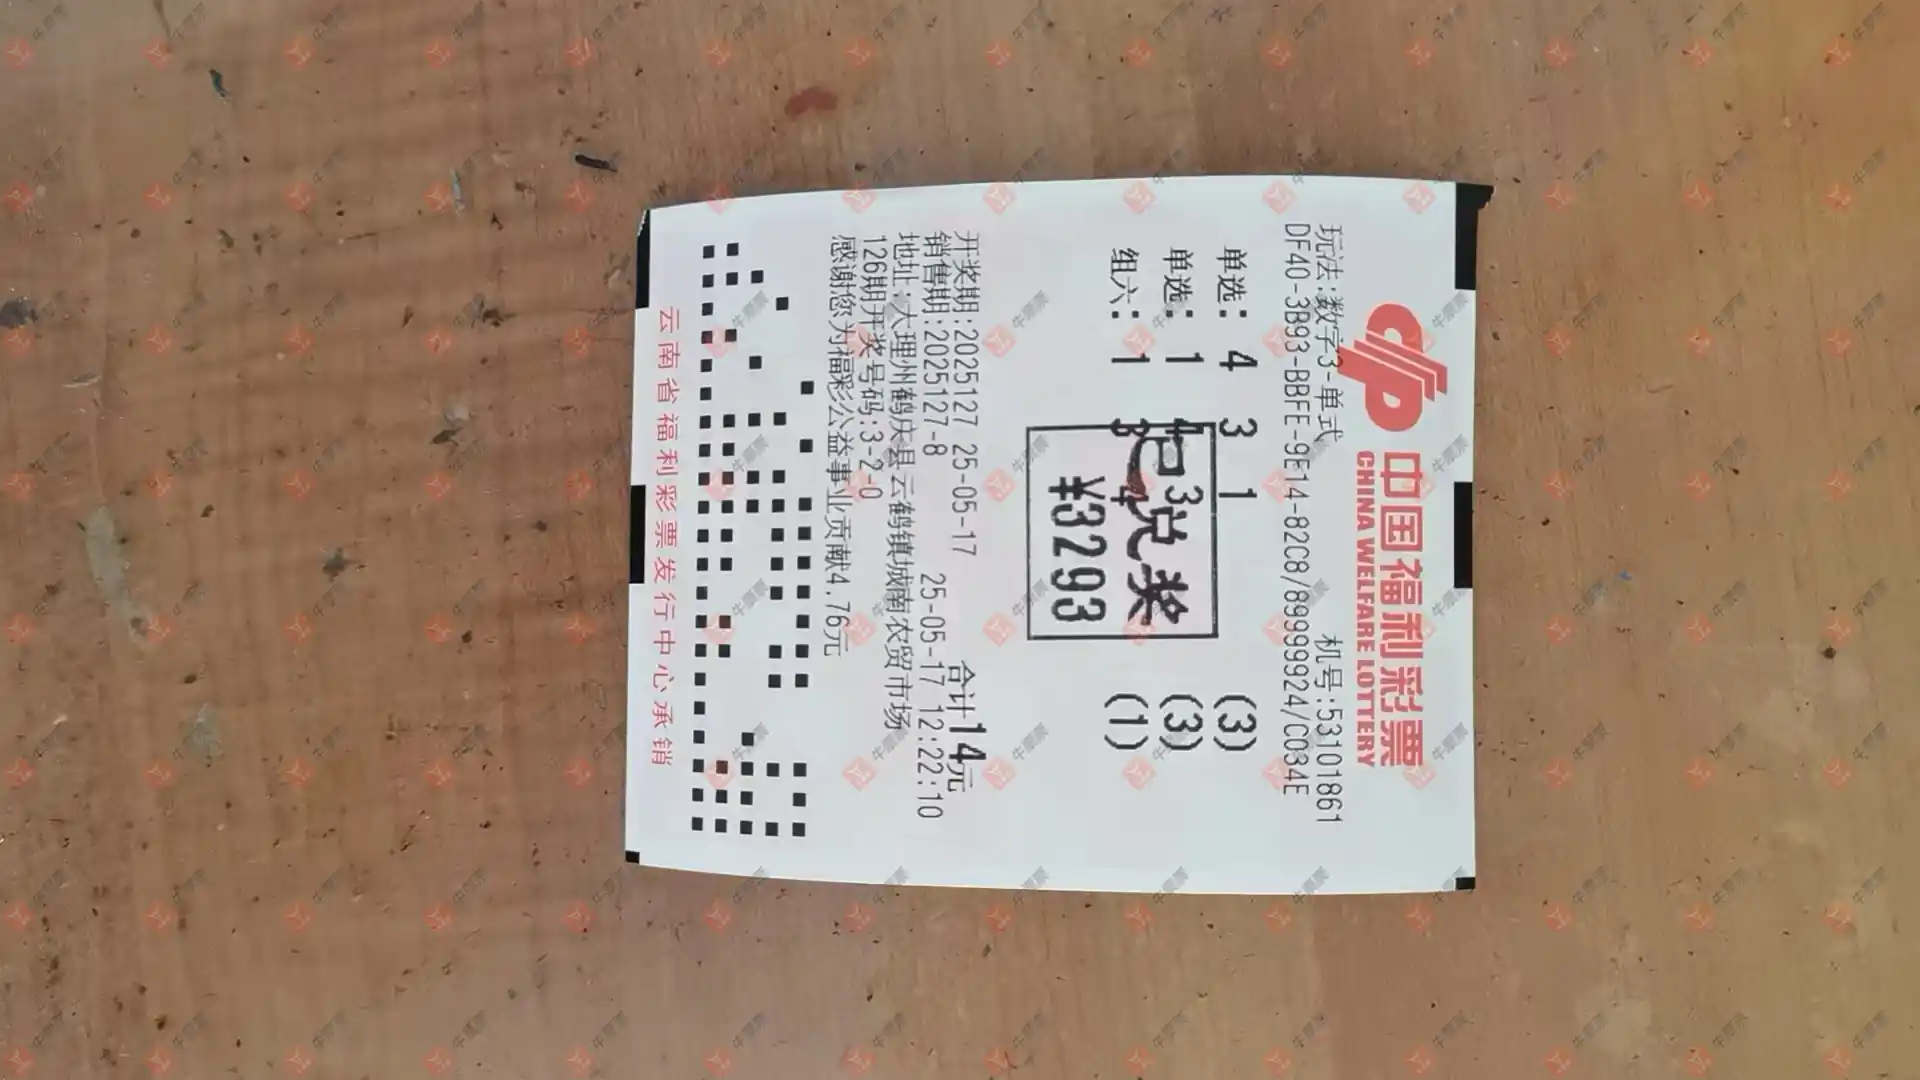 中国福利彩票
CHINA WELFARE LOTTERY
玩法:数字3-单式 机号:53101861
DF40-3B93-BBFE-9E14-82C8/89999924/C034E
单选: 4 3 1 (3)
单选: 1 4 3 (3)
组六: 1 3 4 (1)
已兑奖
¥3293
开奖期:2025127 25-05-17 合计14元
销售期:2025127-8 25-05-17 12:22:10
地址:大理州鹤庆县云鹤镇城南农贸市场
126期开奖号码:3-2-0
感谢您为福彩公益事业贡献4.76元
云南省福利彩票发行中心承销
牛票票